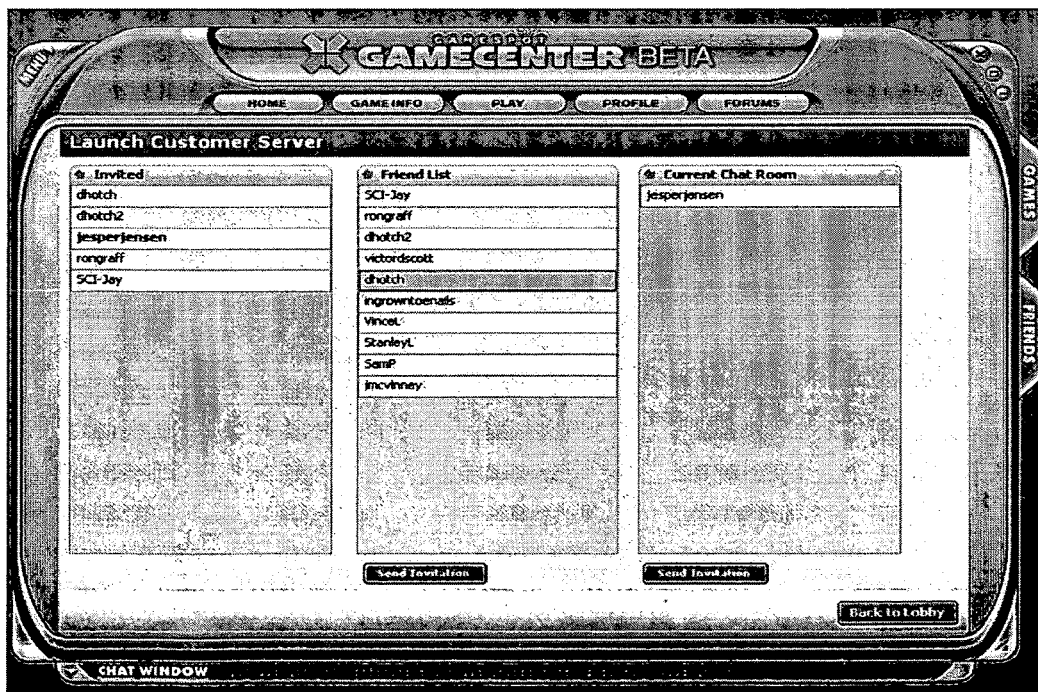 MENU
GAMESPOT
GAMECENTER BETA
HOME GAME INFO PLAY PROFILE FORUMS
Launch Customer Server
Invited
dhotch
dhotch2
jesperjensen
rongraff
SCI-Jay
Friend List
SCI-Jay
rongraff
dhotch2
victordscott
dhotch
ingrowntoenails
VinceL
StanleyL
SamP
jmcvinney
Send Invitation
Current Chat Room
jesperjensen
Send Invitation
Back to Lobby
GAMES
FRIENDS
CHAT WINDOW